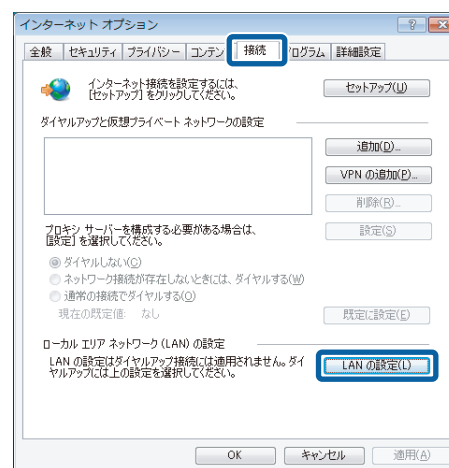 インターネット オプション
全般 セキュリティ プライバシー コンテン 接続 プログラム 詳細設定
インターネット接続を設定するには、 セットアップ(U)
[セットアップ] をクリックしてください。
ダイヤルアップと仮想プライベート ネットワークの設定
追加(D)...
VPN の追加(P)...
削除(R)...
プロキシ サーバーを構成する必要がある場合は、 設定(S)
[設定] を選択してください。
ダイヤルしない(C)
ネットワーク接続が存在しないときには、ダイヤルする(W)
通常の接続でダイヤルする(O)
現在の既定値: なし 既定に設定(E)
ローカル エリア ネットワーク (LAN) の設定
LAN の設定はダイヤルアップ接続には適用されません。ダイ LAN の設定(L)
ヤルアップには上の設定を選択してください。
OK キャンセル 適用(A)